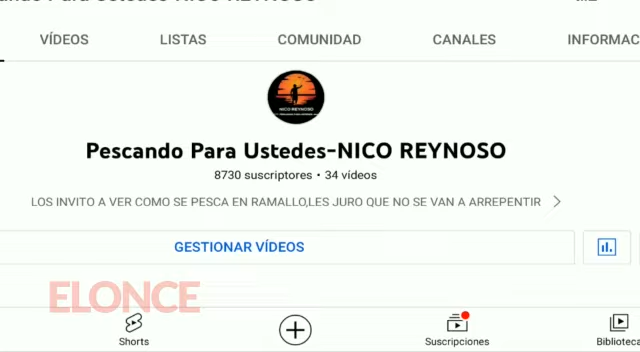 VÍDEOS LISTAS COMUNIDAD CANALES INFORMAC
NICO REYNOSO
Pescando Para Ustedes-NICO REYNOSO
8730 suscriptores • 34 vídeos
LOS INVITO A VER COMO SE PESCA EN RAMALLO,LES JURO QUE NO SE VAN A ARREPENTIR
GESTIONAR VÍDEOS
ELONCE
Shorts Suscripciones Biblioteca